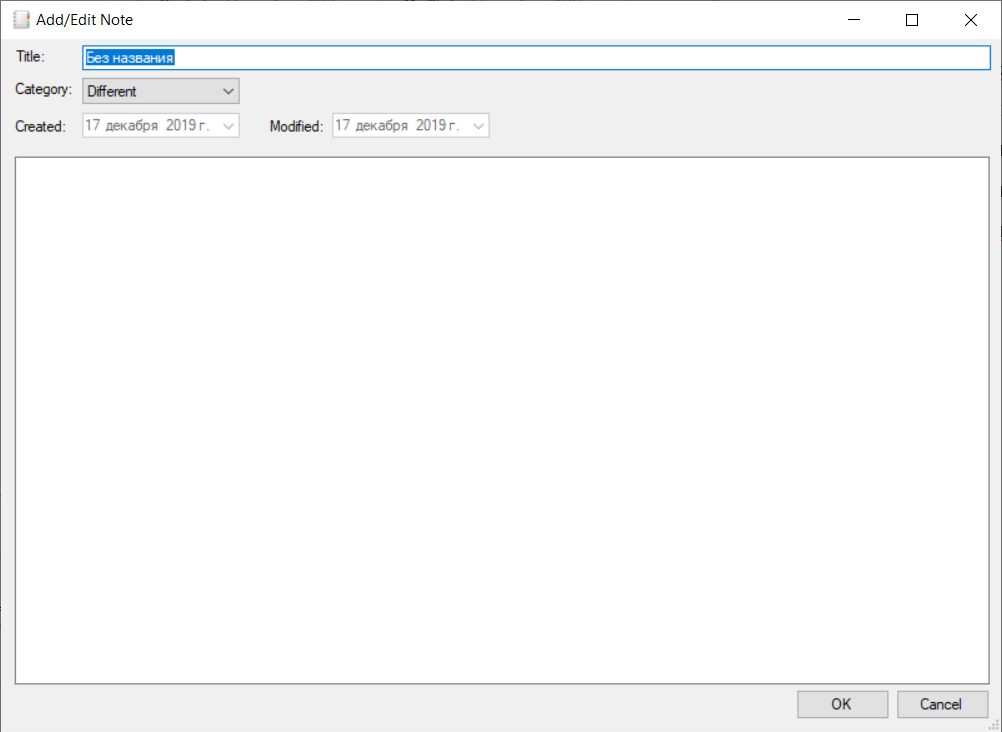 Add/Edit Note
Title: Без названия
Category: Different
Created: 17 декабря 2019 г. Modified: 17 декабря 2019 г.
OK Cancel